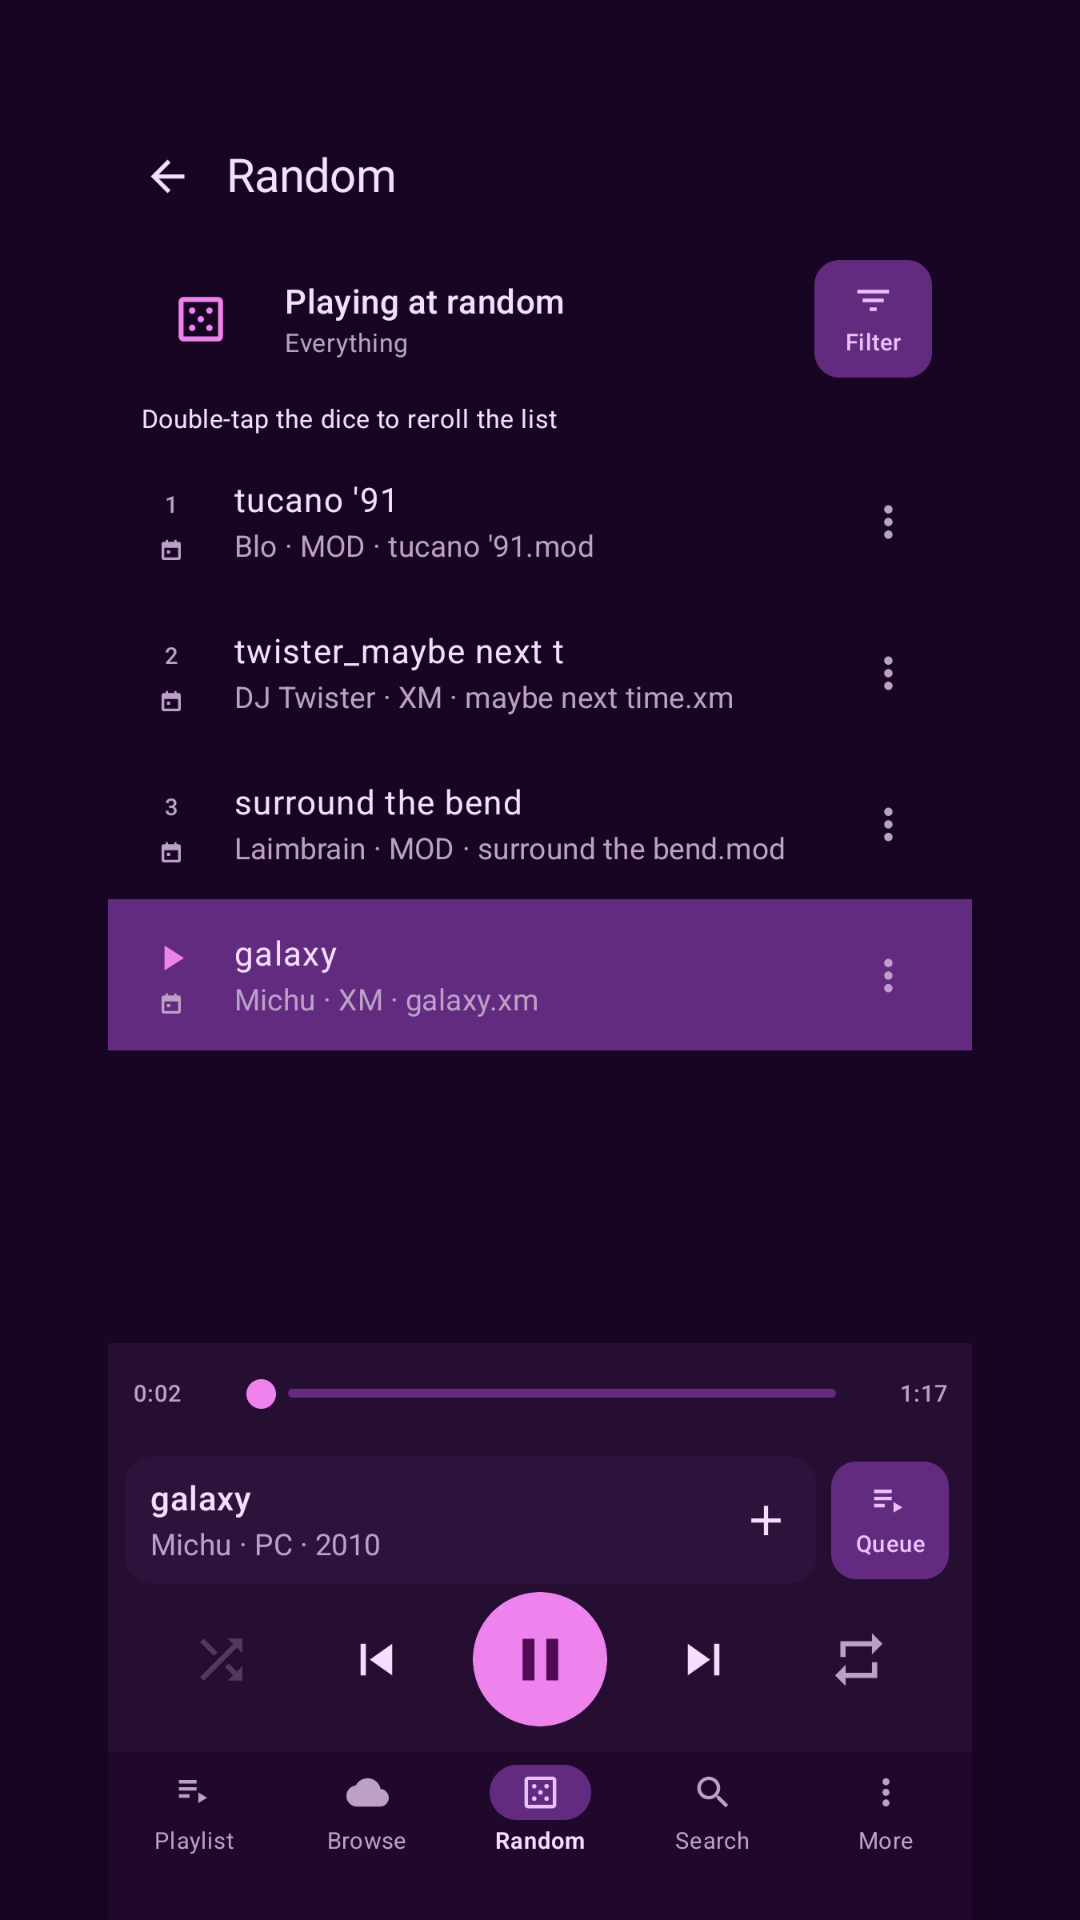 Random
Playing at random
Everything
Filter
Double-tap the dice to reroll the list
1
tucano '91
Blo · MOD · tucano '91.mod
2
twister_maybe next t
DJ Twister · XM · maybe next time.xm
3
surround the bend
Laimbrain · MOD · surround the bend.mod
galaxy
Michu · XM · galaxy.xm
0:02
1:17
galaxy
Michu · PC · 2010
Queue
Playlist
Browse
Random
Search
More